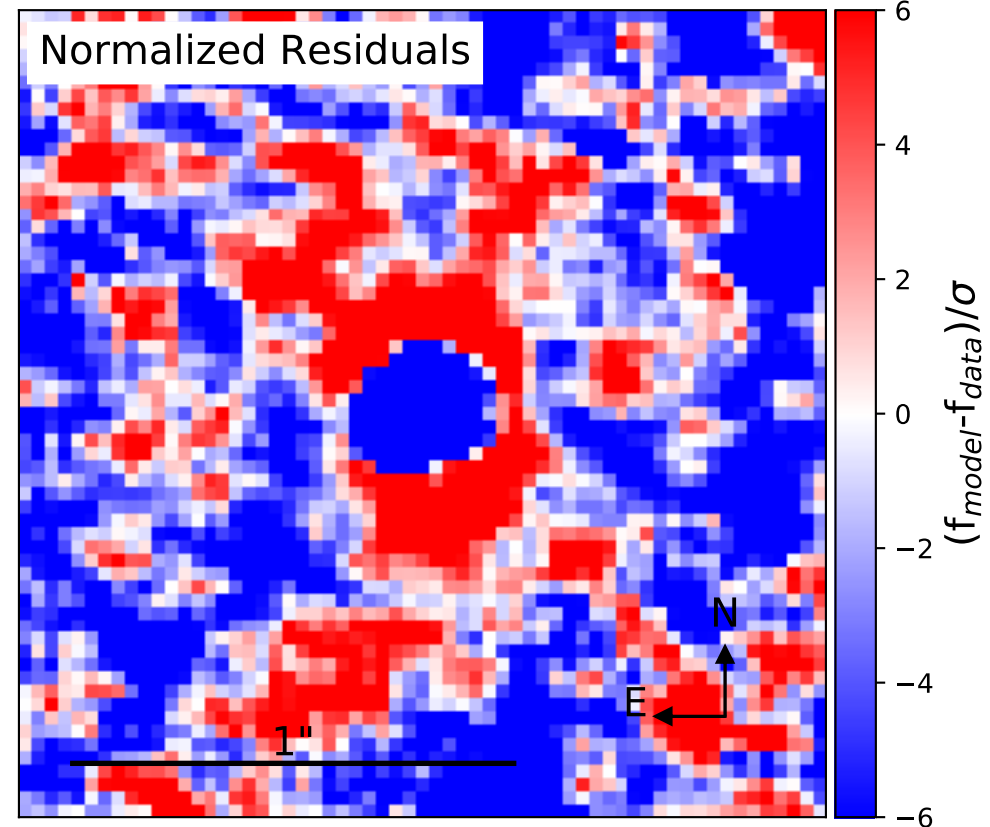 Normalized Residuals
6
4
2
0
−2
−4
−6
(f_model-f_data)/σ
N
E
1"